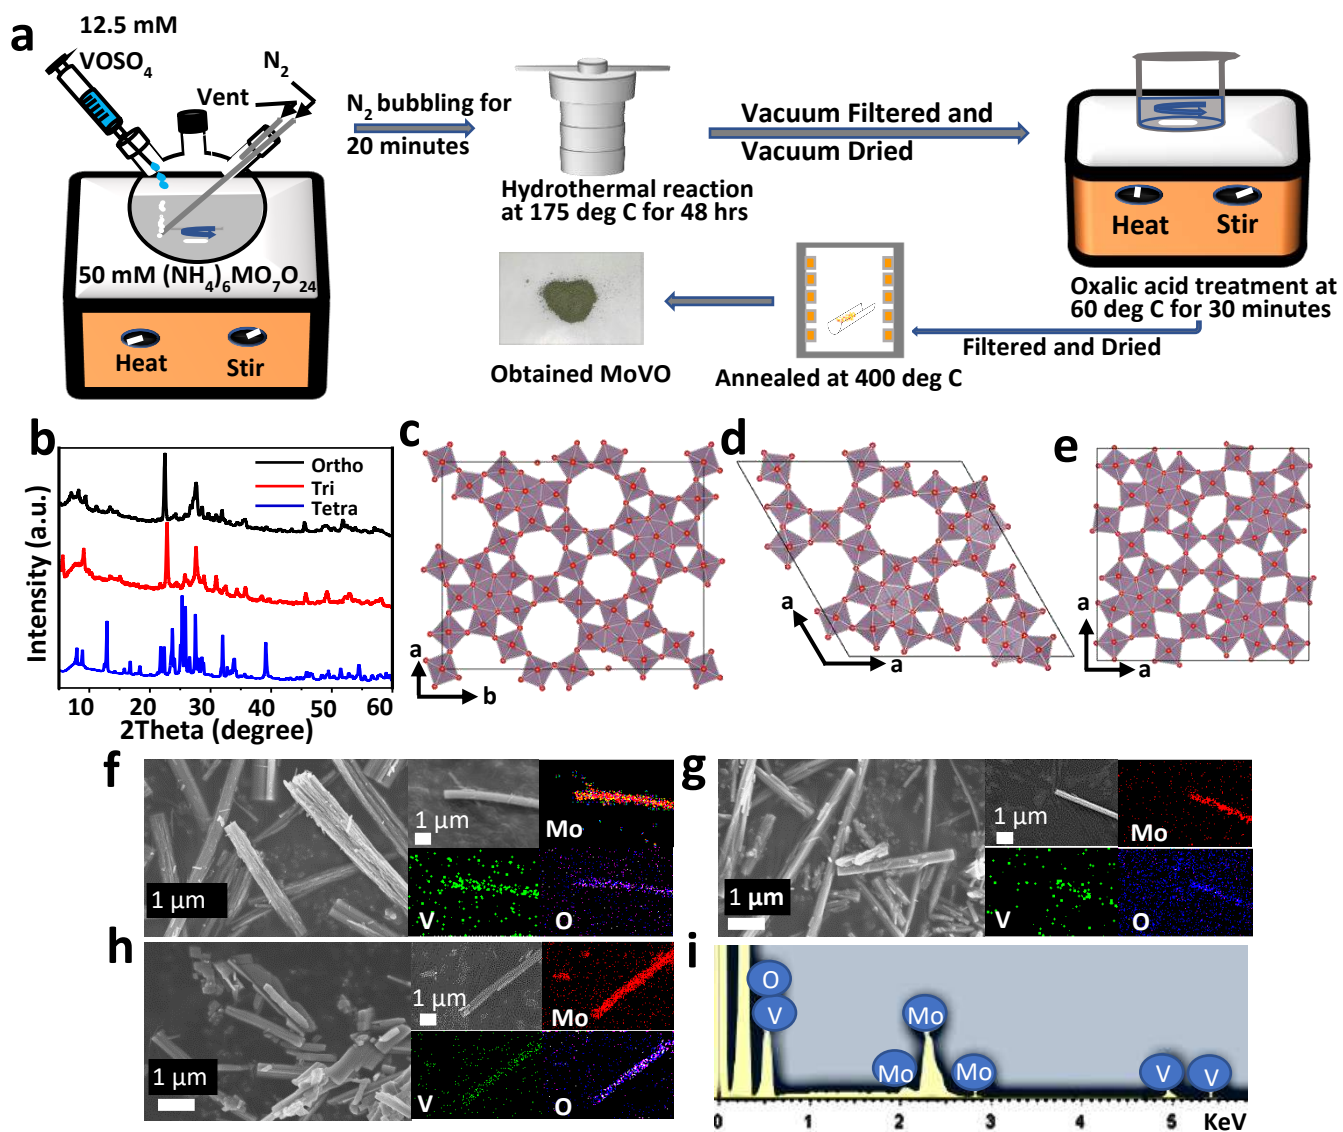 a
12.5 mM
VOSO4
N2
Vent
N2 bubbling for
20 minutes
50 mM (NH4)6MO7O24
Heat
Stir
Hydrothermal reaction
at 175 deg C for 48 hrs
Vacuum Filtered and
Vacuum Dried
Heat
Stir
Oxalic acid treatment at
60 deg C for 30 minutes
Filtered and Dried
Annealed at 400 deg C
Obtained MoVO
b
Ortho
Tri
Tetra
Intensity (a.u.)
10 20 30 40 50 60
2Theta (degree)
c
a
b
d
a
a
e
a
a
f
1 μm
1 μm
Mo
V
O
g
1 μm
1 μm
Mo
V
O
h
1 μm
1 μm
Mo
V
O
i
O
V
Mo
Mo
Mo
V
V
0 1 2 3 4 5 KeV